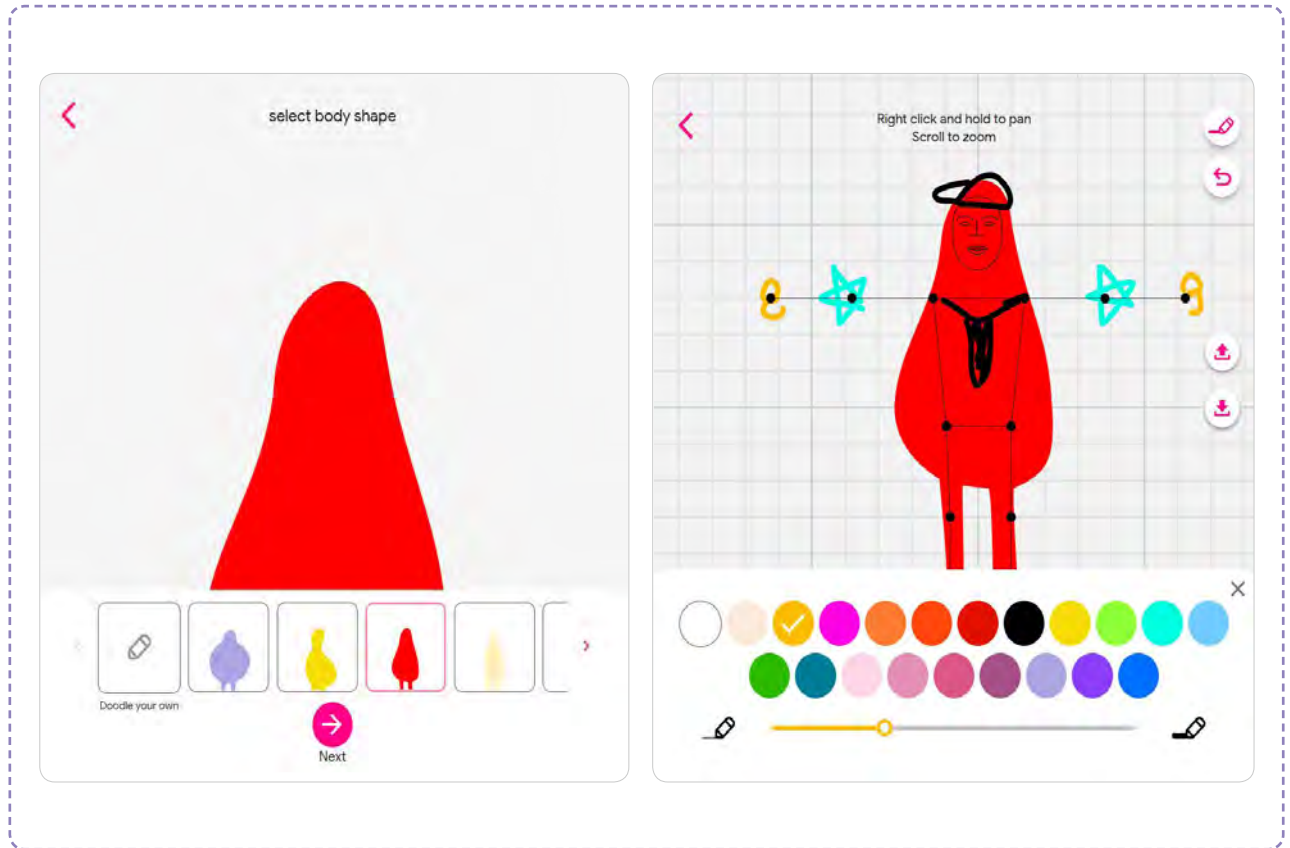 select body shape
Doodle your own
Next
Right click and hold to pan
Scroll to zoom